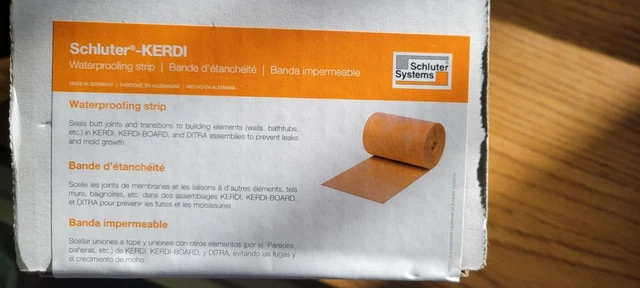 Schluter®-KERDI
Waterproofing strip | Bande d'étanchéité | Banda impermeable
MADE IN GERMANY | FABRIQUÉ EN ALLEMAGNE | HECHO EN ALEMANIA
Schluter
Systems
Waterproofing strip
Seals butt joints and transitions to building elements (walls, bathtubs,
etc.) in KERDI, KERDI-BOARD, and DITRA assemblies to prevent leaks
and mold growth
Bande d'étanchéité
Scelle les joints de membranes et les liaisons à d'autres éléments, tels
murs, baignoires, etc. dans des assemblages KERDI, KERDI-BOARD,
et DITRA pour prévenir les fuites et les moisissures
Banda impermeable
Sellar uniones a tope y uniones con otros elementos (por ej. Paredes,
bañeras, etc.) de KERDI, KERDI-BOARD, y DITRA, evitando las fugas y
el crecimiento de moho